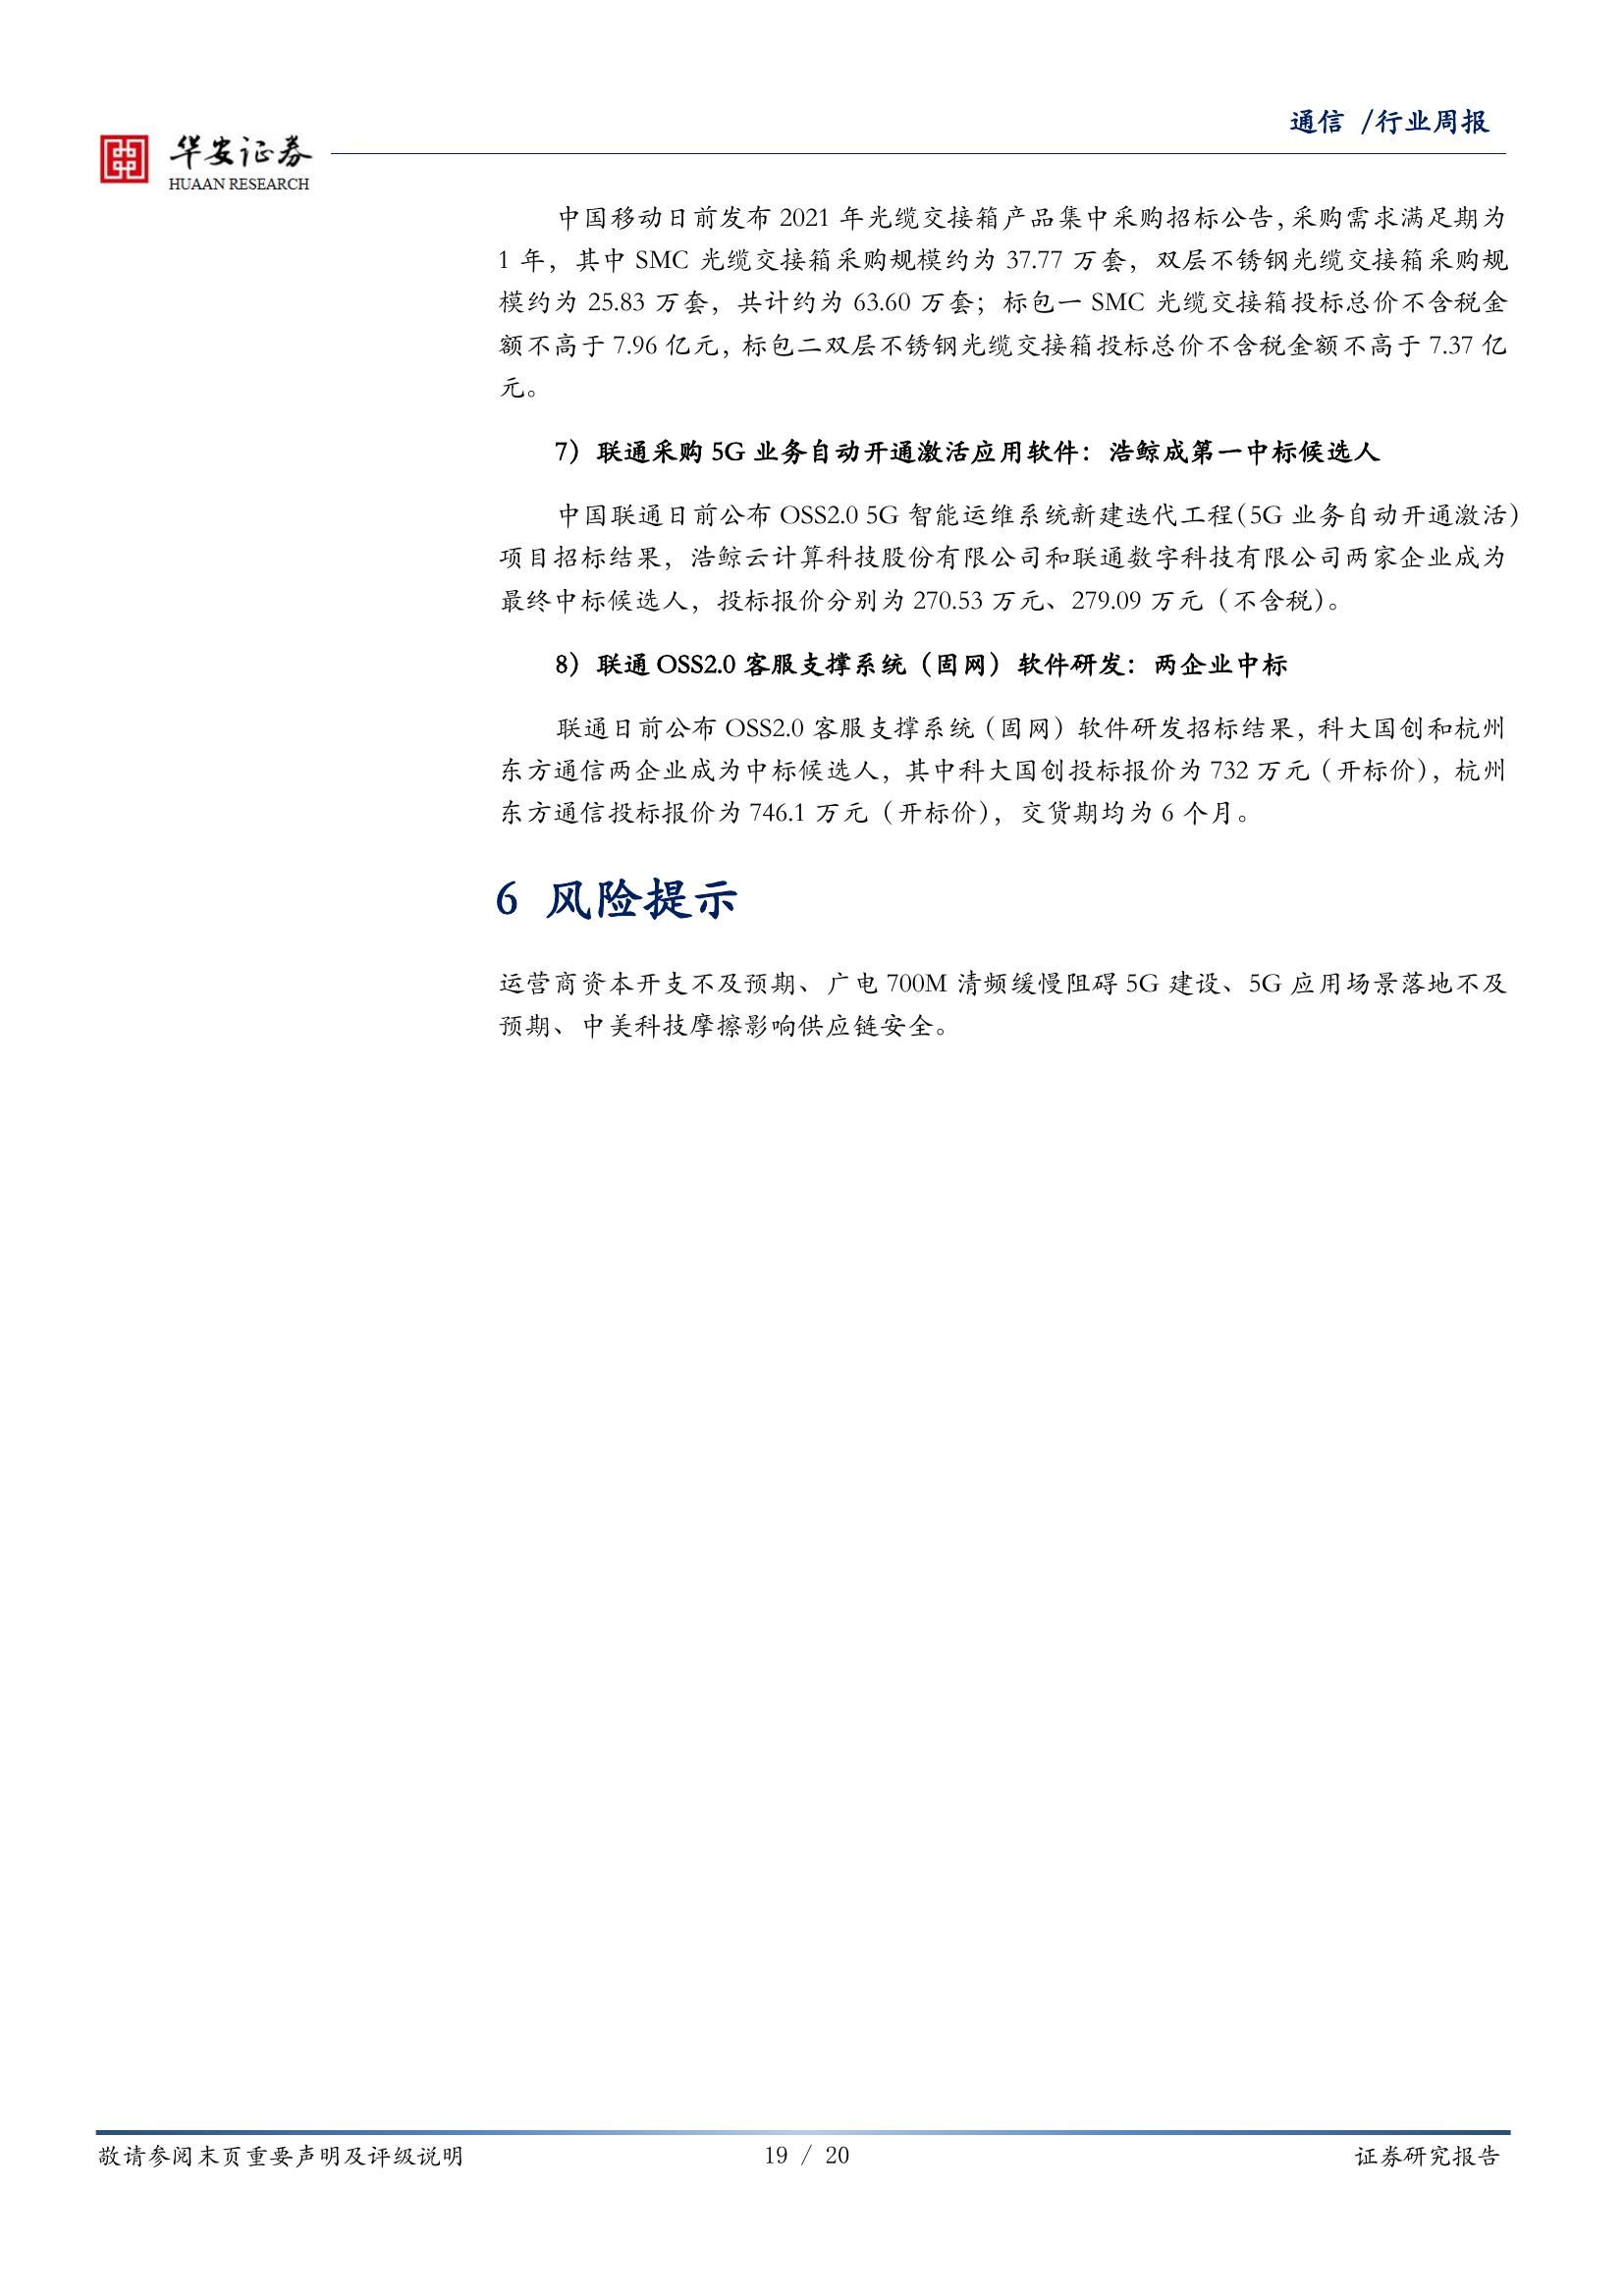 通信 /行业周报
华安证券
HUAAN RESEARCH
中国移动日前发布 2021 年光缆交接箱产品集中采购招标公告，采购需求满足期为
1 年，其中 SMC 光缆交接箱采购规模约为 37.77 万套，双层不锈钢光缆交接箱采购规
模约为 25.83 万套，共计约为 63.60 万套；标包一 SMC 光缆交接箱投标总价不含税金
额不高于 7.96 亿元，标包二双层不锈钢光缆交接箱投标总价不含税金额不高于 7.37 亿
元。
7）联通采购 5G 业务自动开通激活应用软件：浩鲸成第一中标候选人
中国联通日前公布 OSS2.0 5G 智能运维系统新建迭代工程（5G 业务自动开通激活）
项目招标结果，浩鲸云计算科技股份有限公司和联通数字科技有限公司两家企业成为
最终中标候选人，投标报价分别为 270.53 万元、279.09 万元（不含税）。
8）联通 OSS2.0 客服支撑系统（固网）软件研发：两企业中标
联通日前公布 OSS2.0 客服支撑系统（固网）软件研发招标结果，科大国创和杭州
东方通信两企业成为中标候选人，其中科大国创投标报价为 732 万元（开标价），杭州
东方通信投标报价为 746.1 万元（开标价），交货期均为 6 个月。
6 风险提示
运营商资本开支不及预期、广电 700M 清频缓慢阻碍 5G 建设、5G 应用场景落地不及
预期、中美科技摩擦影响供应链安全。
敬请参阅末页重要声明及评级说明
19 / 20
证券研究报告